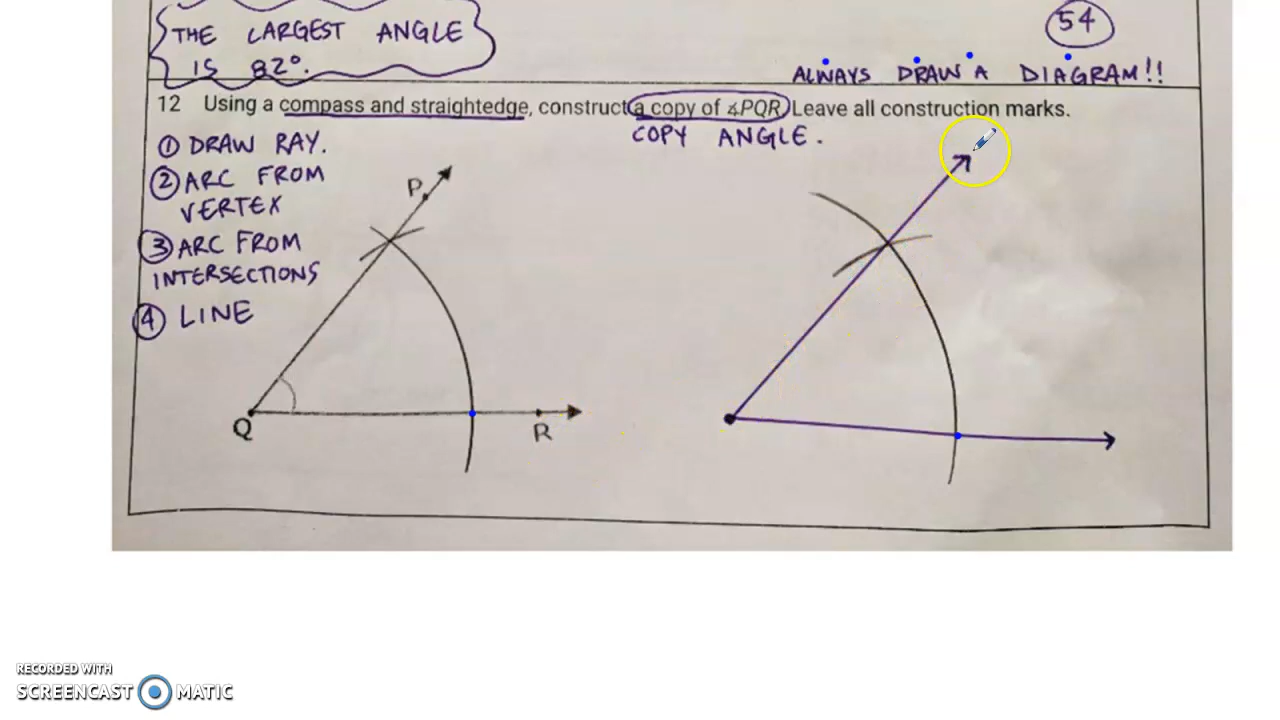 THE LARGEST ANGLE
IS 82°.
54
ALWAYS DRAW A DIAGRAM!!
12 Using a compass and straightedge, construct a copy of ∡PQR. Leave all construction marks.
COPY ANGLE.
① DRAW RAY.
② ARC FROM
VERTEX
③ ARC FROM
INTERSECTIONS
④ LINE
P
Q
R
RECORDED WITH
SCREENCAST MATIC